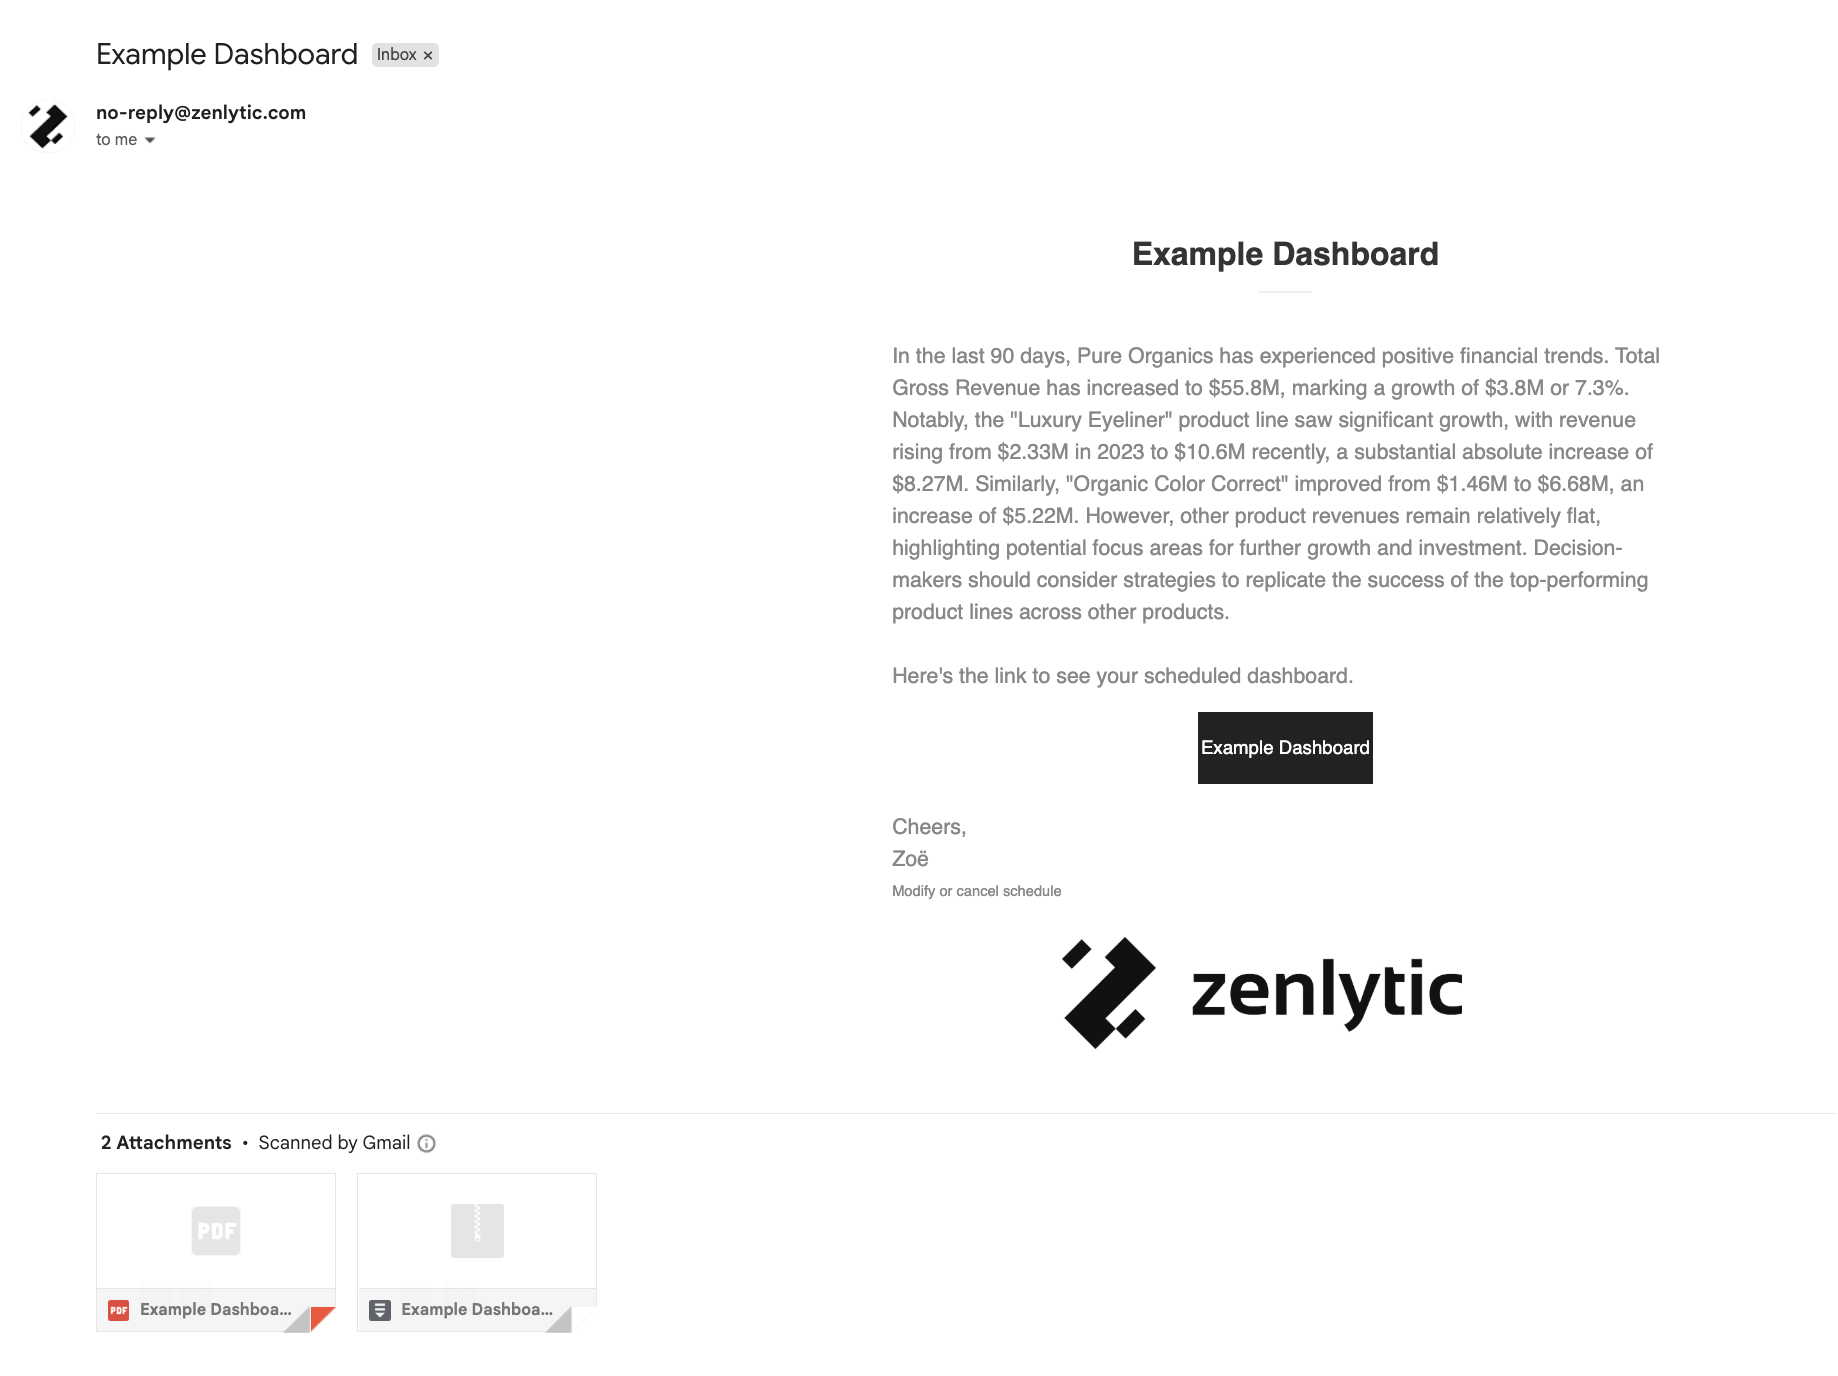 Example Dashboard Inbox ×
no-reply@zenlytic.com
to me
Example Dashboard
In the last 90 days, Pure Organics has experienced positive financial trends. Total
Gross Revenue has increased to $55.8M, marking a growth of $3.8M or 7.3%.
Notably, the "Luxury Eyeliner" product line saw significant growth, with revenue
rising from $2.33M in 2023 to $10.6M recently, a substantial absolute increase of
$8.27M. Similarly, "Organic Color Correct" improved from $1.46M to $6.68M, an
increase of $5.22M. However, other product revenues remain relatively flat,
highlighting potential focus areas for further growth and investment. Decision-
makers should consider strategies to replicate the success of the top-performing
product lines across other products.
Here's the link to see your scheduled dashboard.
Example Dashboard
Cheers,
Zoë
Modify or cancel schedule
zenlytic
2 Attachments • Scanned by Gmail
PDF
PDF Example Dashboa...
Example Dashboa...